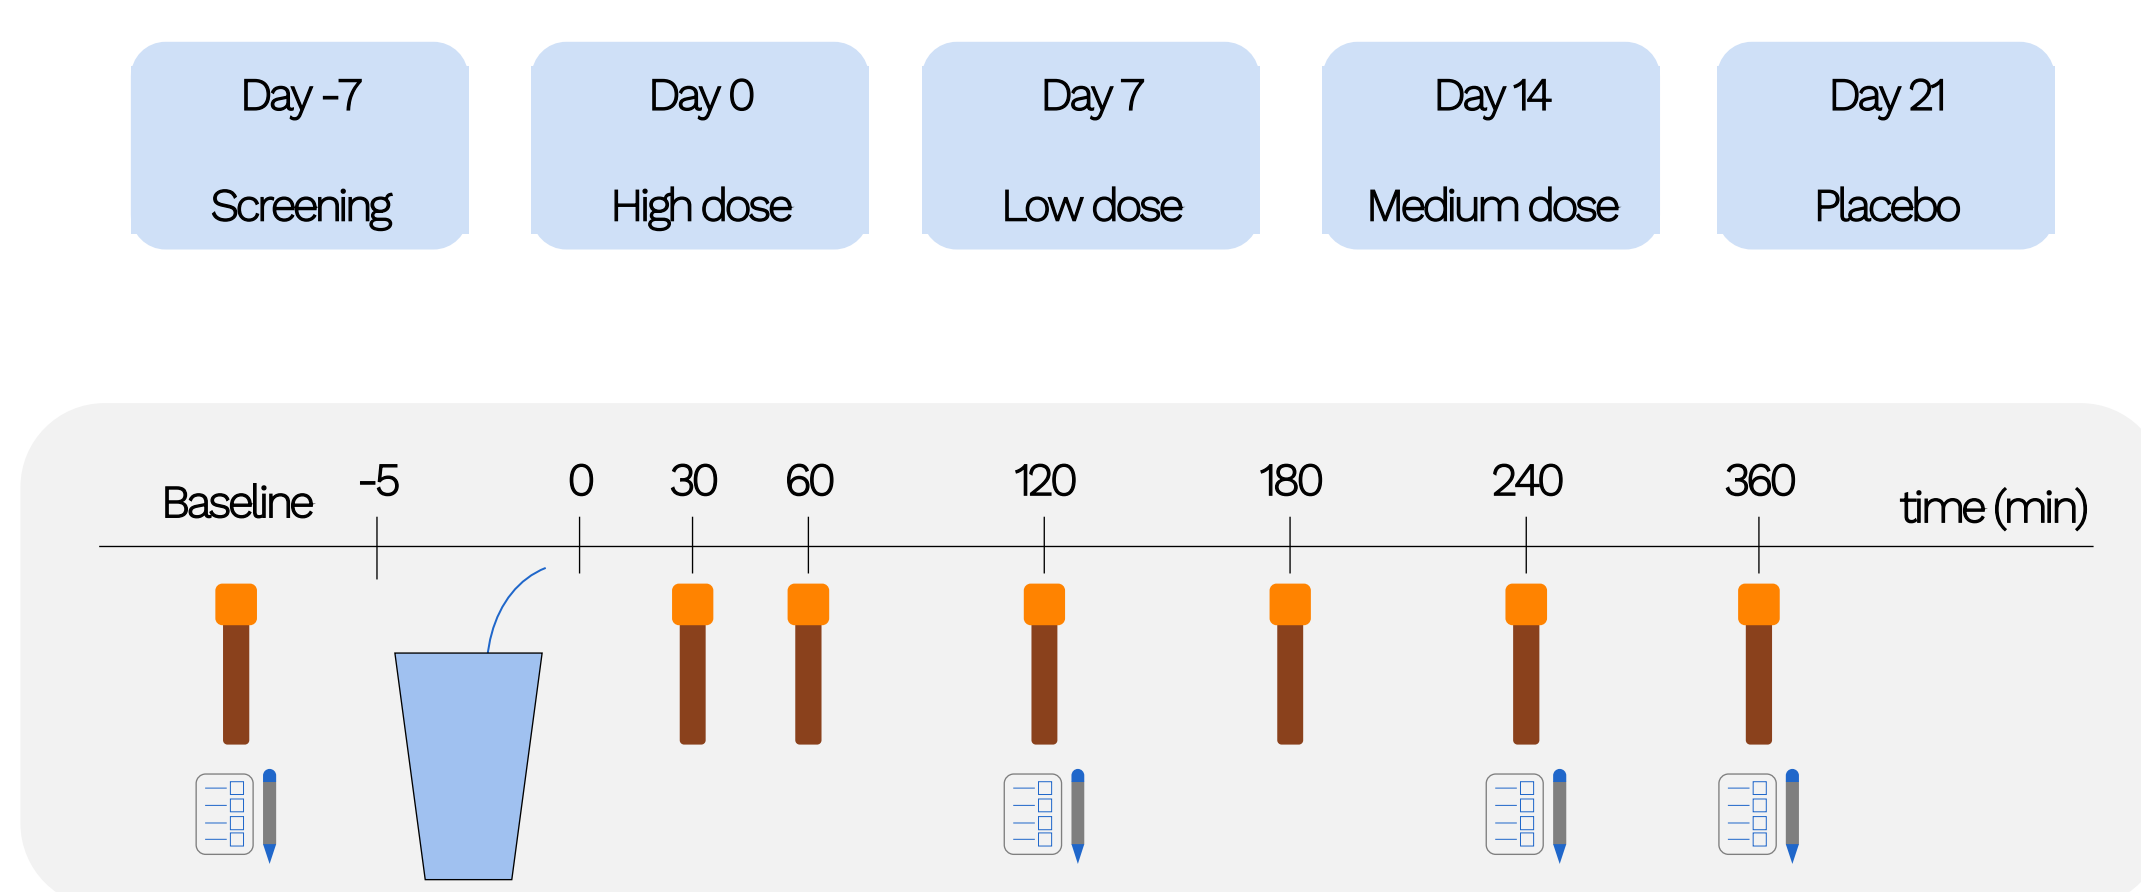 Day -7
Screening
Day 0
High dose
Day 7
Low dose
Day 14
Medium dose
Day 21
Placebo
Baseline -5 0 30 60 120 180 240 360 time (min)